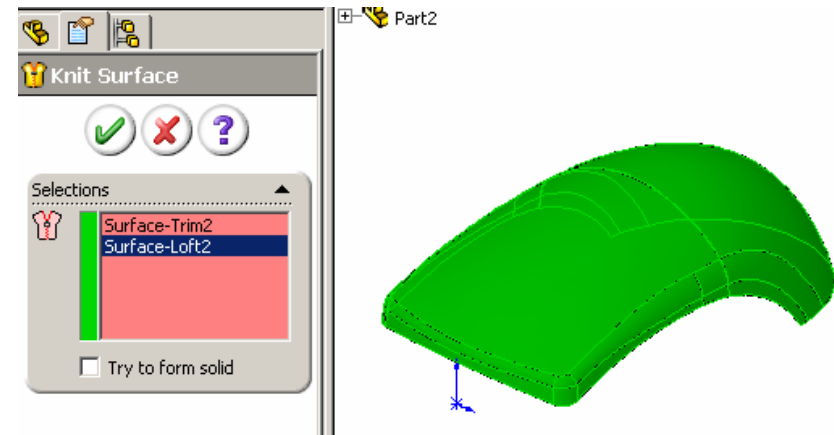 Part2
Knit Surface
?
Selections
Surface-Trim2
Surface-Loft2
Try to form solid